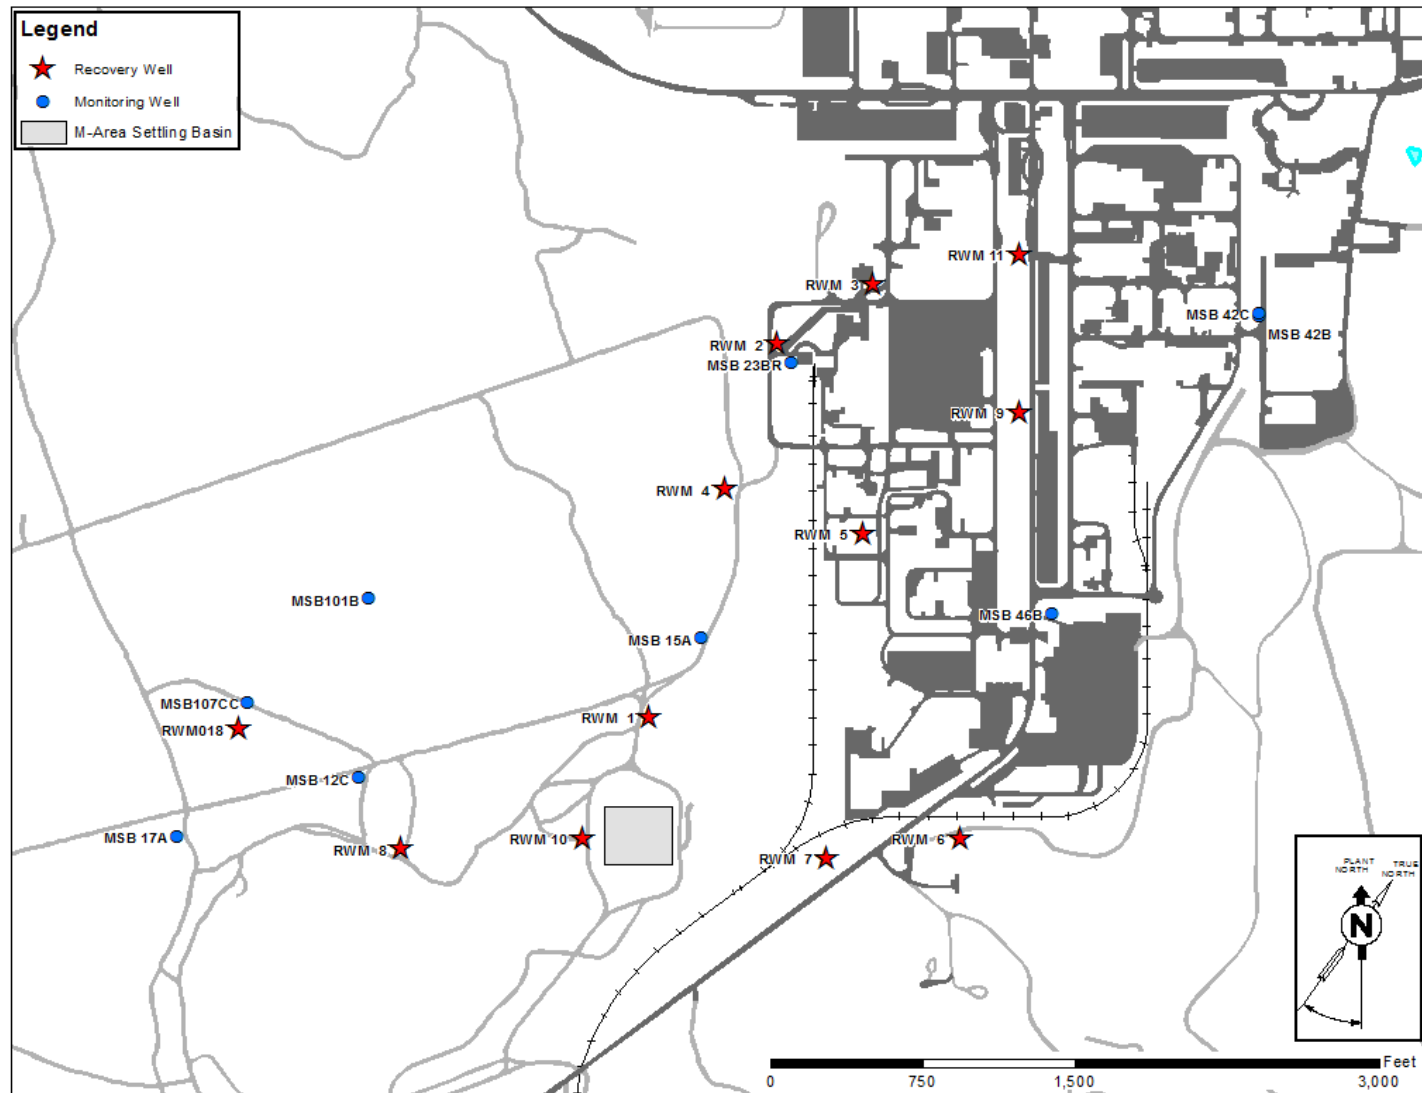 Legend
Recovery Well
Monitoring Well
M-Area Settling Basin
RWM 11
RWM 3
MSB 42C
MSB 42B
RWM 2
MSB 23BR
RWM 9
RWM 4
RWM 5
MSB101B
MSB 46B
MSB 15A
MSB107CC
RWM 1
RWM018
MSB 12C
MSB 17A
RWM 8
RWM 10
RWM 6
RWM 7
PLANT
NORTH
TRUE
NORTH
N
Feet
0 750 1,500 3,000